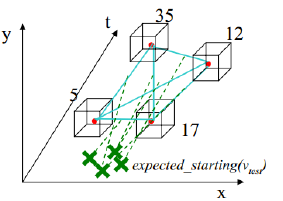 y
t
35
12
5
17
expected_starting(v_test)
x